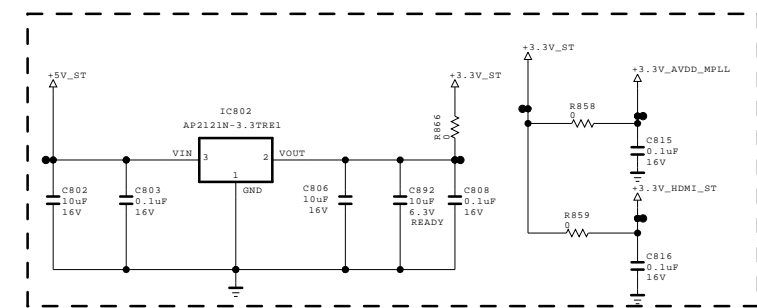 +5V_ST
IC802
AP2121N-3.3TRE1
VIN
3
2
VOUT
1
GND
C802
10uF
16V
C803
0.1uF
16V
C806
10uF
16V
C892
10uF
6.3V
READY
C808
0.1uF
16V
+3.3V_ST
R866
0
+3.3V_ST
R858
0
+3.3V_AVDD_MPLL
C815
0.1uF
16V
+3.3V_HDMI_ST
R859
0
C816
0.1uF
16V